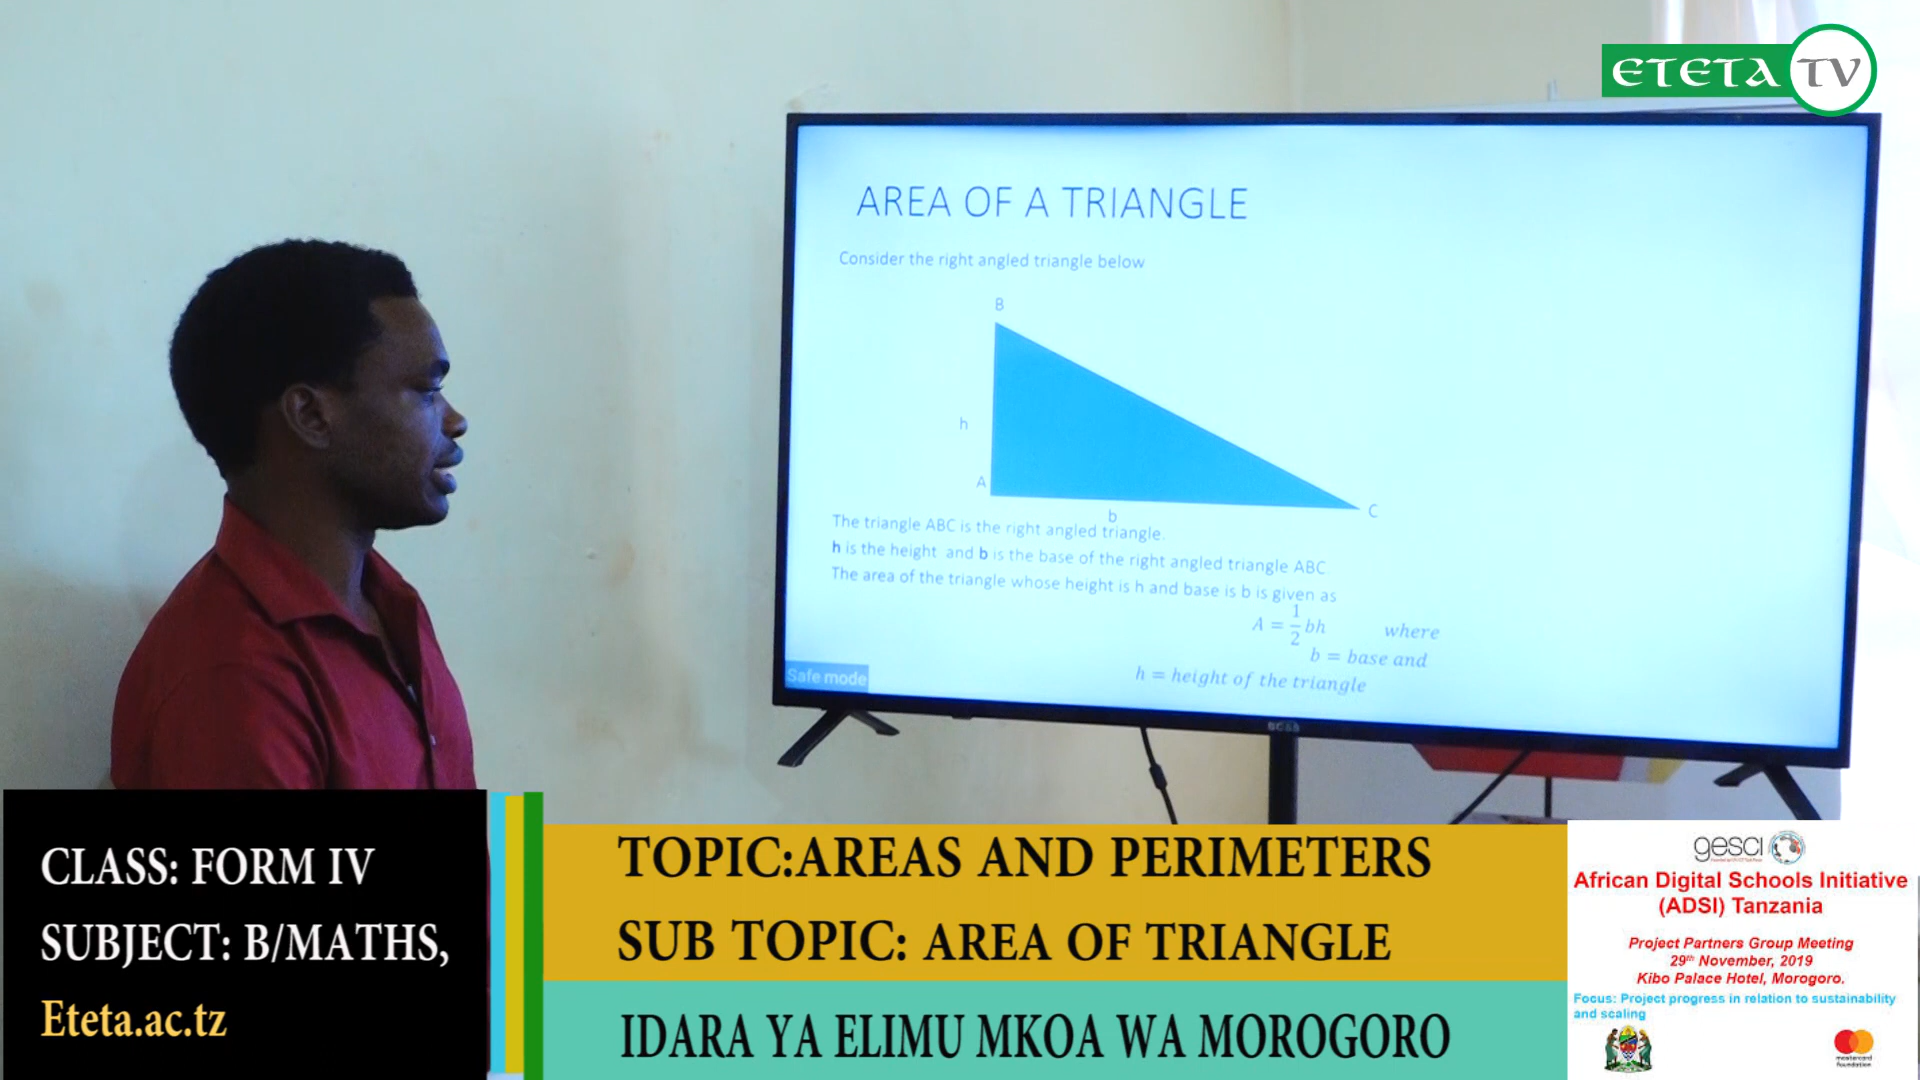 ETETA TV
AREA OF A TRIANGLE
Consider the right angled triangle below
B
h
A
b
C
The triangle ABC is the right angled triangle.
h is the height and b is the base of the right angled triangle ABC.
The area of the triangle whose height is h and base is b is given as
A = 1/2 bh where
b = base and
h = height of the triangle
Safe mode
CLASS: FORM IV
SUBJECT: B/MATHS,
Eteta.ac.tz
TOPIC:AREAS AND PERIMETERS
SUB TOPIC: AREA OF TRIANGLE
IDARA YA ELIMU MKOA WA MOROGORO
gesci
African Digital Schools Initiative
(ADSI) Tanzania
Project Partners Group Meeting
29th November, 2019
Kibo Palace Hotel, Morogoro.
Focus: Project progress in relation to sustainability
and scaling
mastercard
foundation